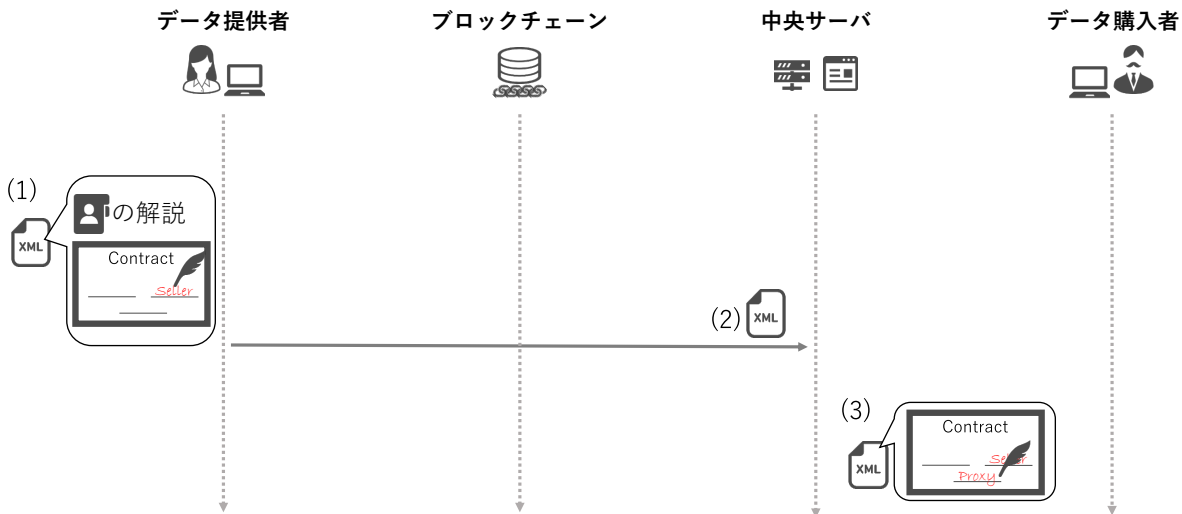 データ提供者
ブロックチェーン
中央サーバ
データ購入者
(1)
の解説
XML
Contract
Seller
(2)
XML
(3)
XML
Contract
Seller
Proxy